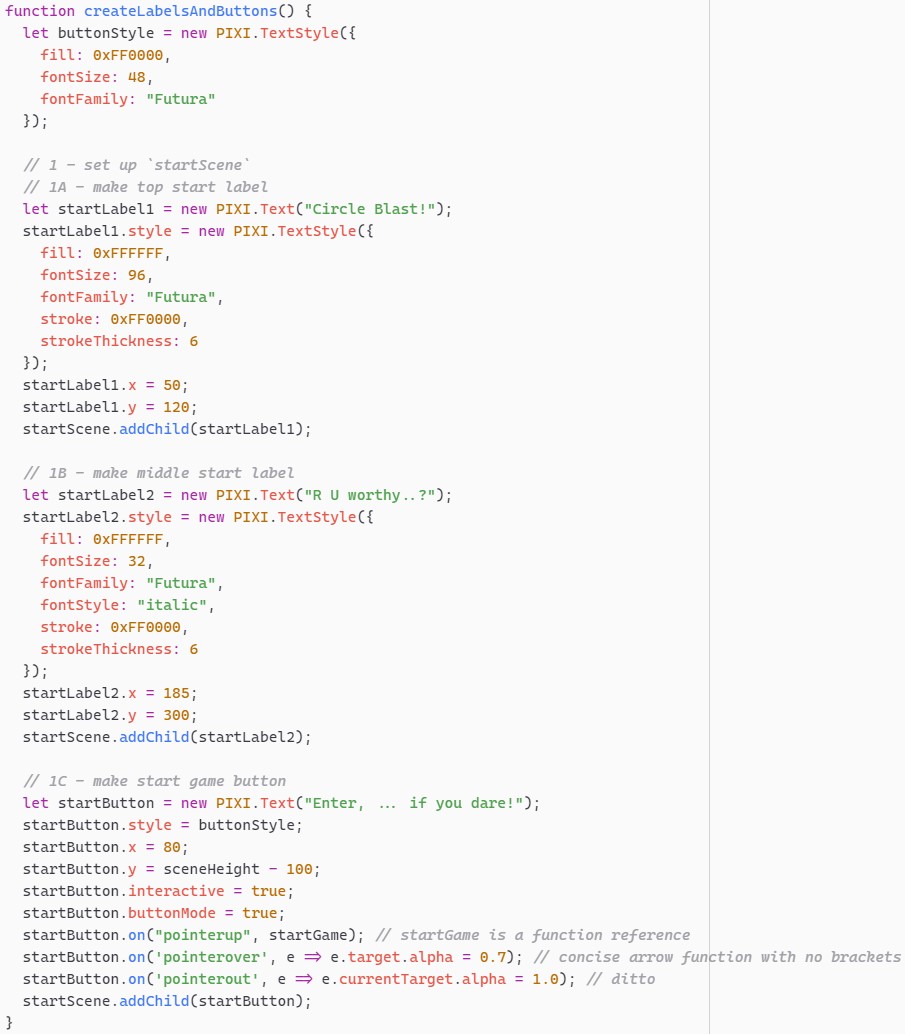 function createLabelsAndButtons() {
  let buttonStyle = new PIXI.TextStyle({
    fill: 0xFF0000,
    fontSize: 48,
    fontFamily: "Futura"
  });

  // 1 - set up `startScene`
  // 1A - make top start label
  let startLabel1 = new PIXI.Text("Circle Blast!");
  startLabel1.style = new PIXI.TextStyle({
    fill: 0xFFFFFF,
    fontSize: 96,
    fontFamily: "Futura",
    stroke: 0xFF0000,
    strokeThickness: 6
  });
  startLabel1.x = 50;
  startLabel1.y = 120;
  startScene.addChild(startLabel1);

  // 1B - make middle start label
  let startLabel2 = new PIXI.Text("R U worthy..?");
  startLabel2.style = new PIXI.TextStyle({
    fill: 0xFFFFFF,
    fontSize: 32,
    fontFamily: "Futura",
    fontStyle: "italic",
    stroke: 0xFF0000,
    strokeThickness: 6
  });
  startLabel2.x = 185;
  startLabel2.y = 300;
  startScene.addChild(startLabel2);

  // 1C - make start game button
  let startButton = new PIXI.Text("Enter, ... if you dare!");
  startButton.style = buttonStyle;
  startButton.x = 80;
  startButton.y = sceneHeight - 100;
  startButton.interactive = true;
  startButton.buttonMode = true;
  startButton.on("pointerup", startGame); // startGame is a function reference
  startButton.on('pointerover', e => e.target.alpha = 0.7); // concise arrow function with no brackets
  startButton.on('pointerout', e => e.currentTarget.alpha = 1.0); // ditto
  startScene.addChild(startButton);
}